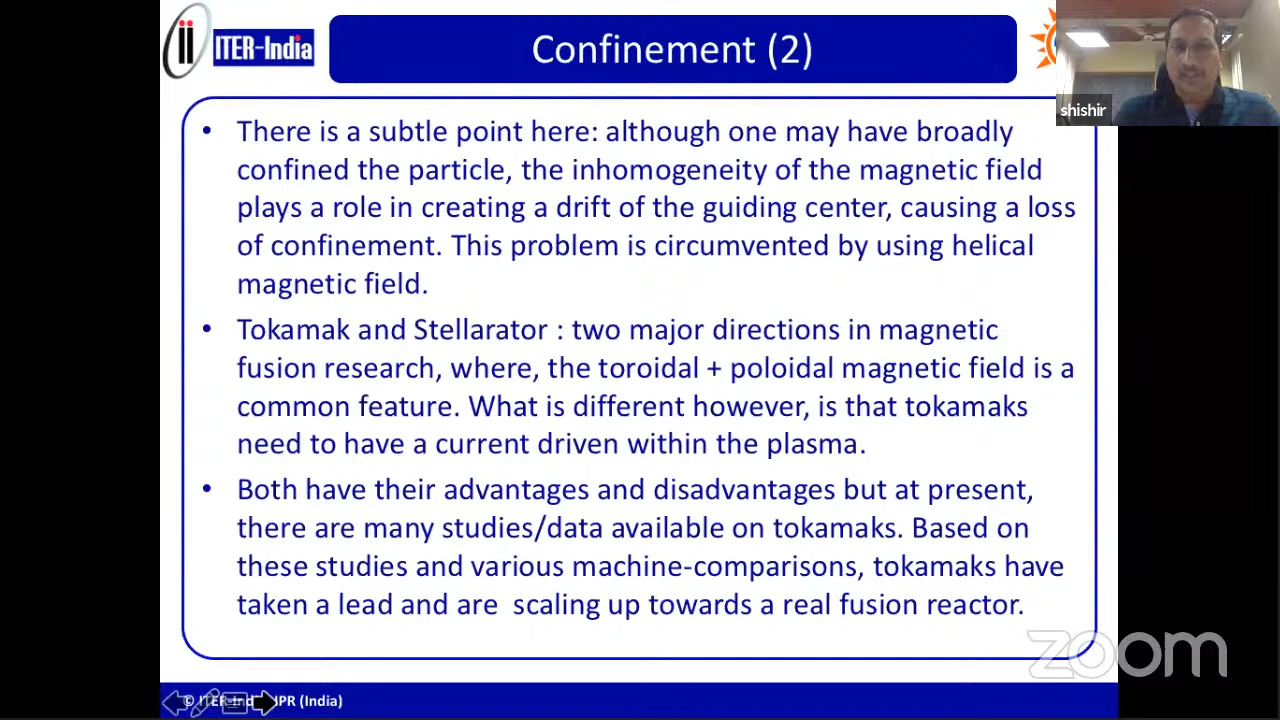 ii ITER-India
Confinement (2)
shishir
• There is a subtle point here: although one may have broadly
confined the particle, the inhomogeneity of the magnetic field
plays a role in creating a drift of the guiding center, causing a loss
of confinement. This problem is circumvented by using helical
magnetic field.
• Tokamak and Stellarator : two major directions in magnetic
fusion research, where, the toroidal + poloidal magnetic field is a
common feature. What is different however, is that tokamaks
need to have a current driven within the plasma.
• Both have their advantages and disadvantages but at present,
there are many studies/data available on tokamaks. Based on
these studies and various machine-comparisons, tokamaks have
taken a lead and are scaling up towards a real fusion reactor.
zoom
© (India)